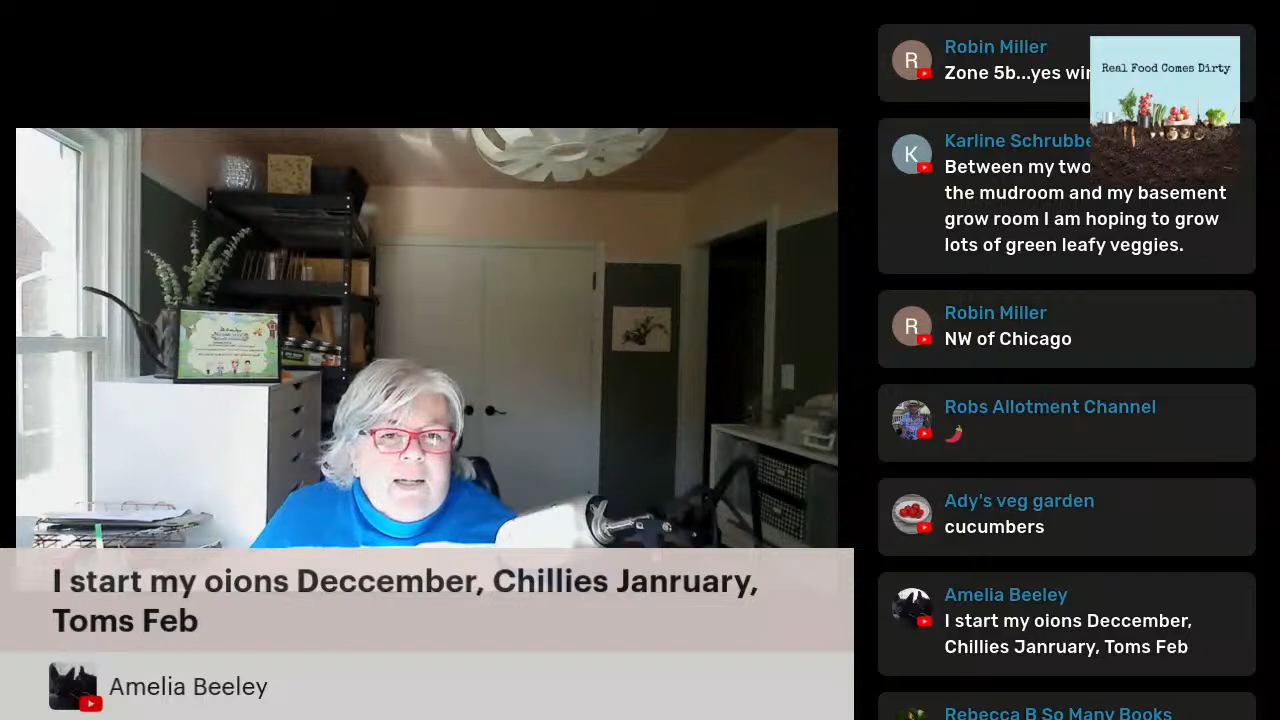 Robin Miller
R
Zone 5b...yes
Real Food Comes Dirty
K
Karline
Between my two
the mudroom and my basement
grow room I am hoping to grow
lots of green leafy veggies.
Robin Miller
R
NW of Chicago
Robs Allotment Channel
🌶️
Ady's veg garden
cucumbers
Amelia Beeley
I start my oions Deccember,
Chillies Janruary, Toms Feb
Rebecca B So Many Books
I start my oions Deccember, Chillies Janruary,
Toms Feb
Amelia Beeley